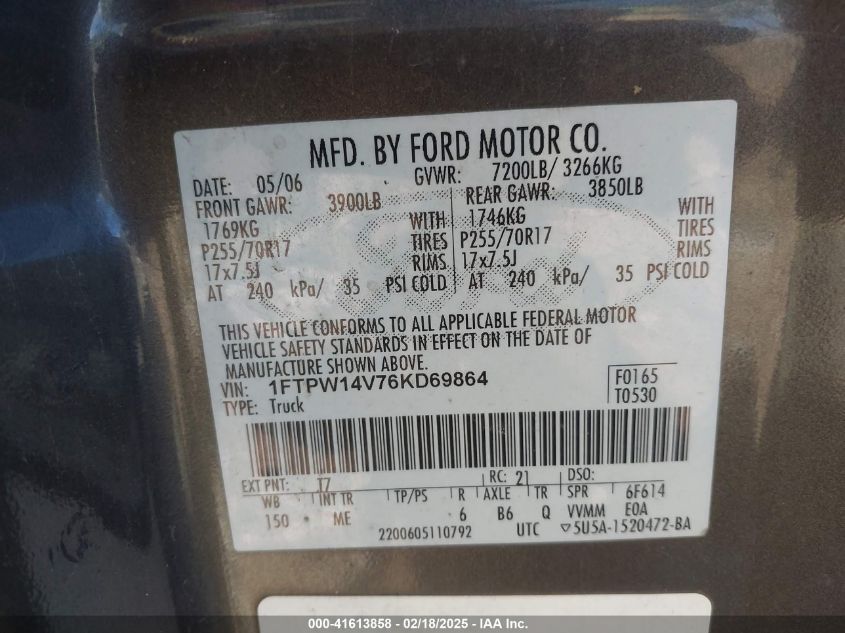 MFD. BY FORD MOTOR CO.
DATE: 05/06 GVWR: 7200LB/ 3266KG
FRONT GAWR: 3900LB REAR GAWR: 3850LB
1769KG WITH 1746KG WITH
P255/70R17 TIRES P255/70R17 TIRES
17x7.5J RIMS 17x7.5J RIMS
AT 240 kPa/ 35 PSI COLD AT 240 kPa/ 35 PSI COLD
THIS VEHICLE CONFORMS TO ALL APPLICABLE FEDERAL MOTOR
VEHICLE SAFETY STANDARDS IN EFFECT ON THE DATE OF
MANUFACTURE SHOWN ABOVE.
VIN: 1FTPW14V76KD69864 F0165
TYPE: Truck T0530
EXT PNT: T7 RC: 21 DSO:
WB INT TR TP/PS R AXLE TR SPR 6F614
150 ME 6 B6 Q VVMM E0A
2200605110792 UTC ▽5U5A-1520472-BA
000-41613858 - 02/18/2025 - IAA Inc.